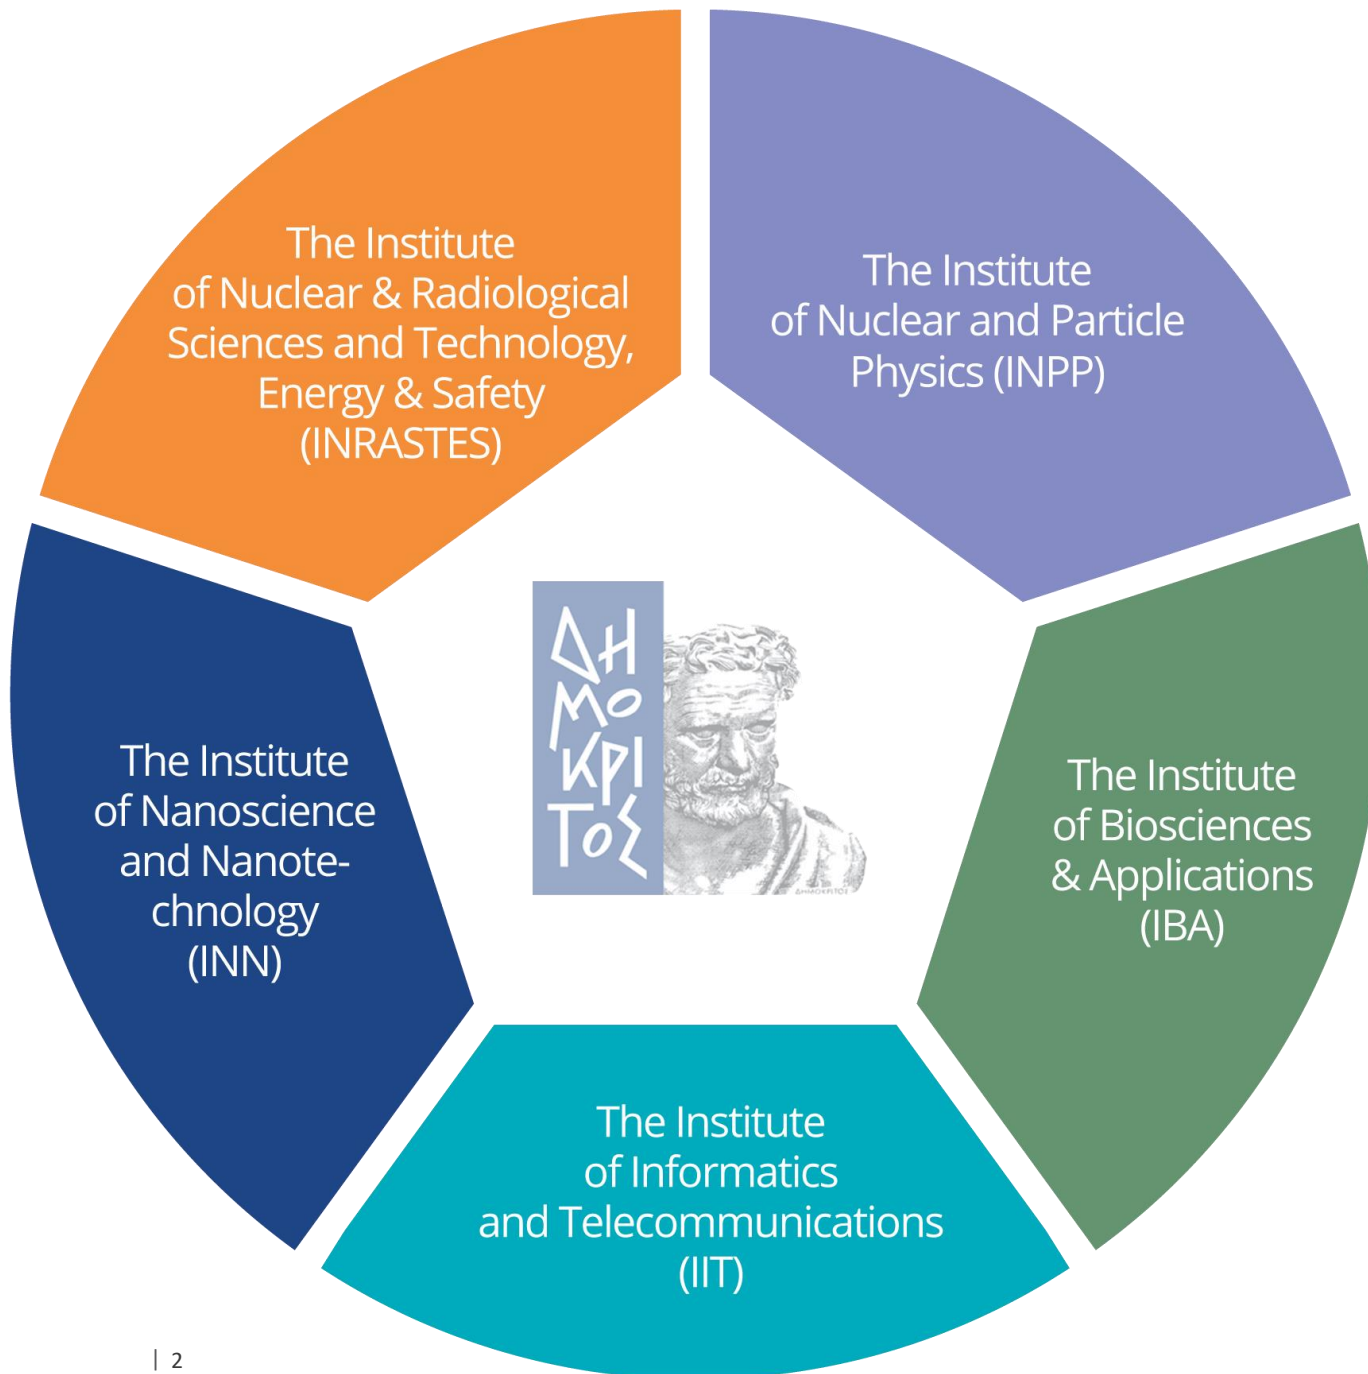 The Institute
of Nuclear & Radiological
Sciences and Technology,
Energy & Safety
(INRASTES)
The Institute
of Nuclear and Particle
Physics (INPP)
The Institute
of Nanoscience
and Nanote-
chnology
(INN)
ΔΗ
ΜΟ
ΚΡΙ
ΤΟΣ
ΔΗΜΟΚΡΙΤΟΣ
The Institute
of Biosciences
& Applications
(IBA)
The Institute
of Informatics
and Telecommunications
(IIT)
| 2